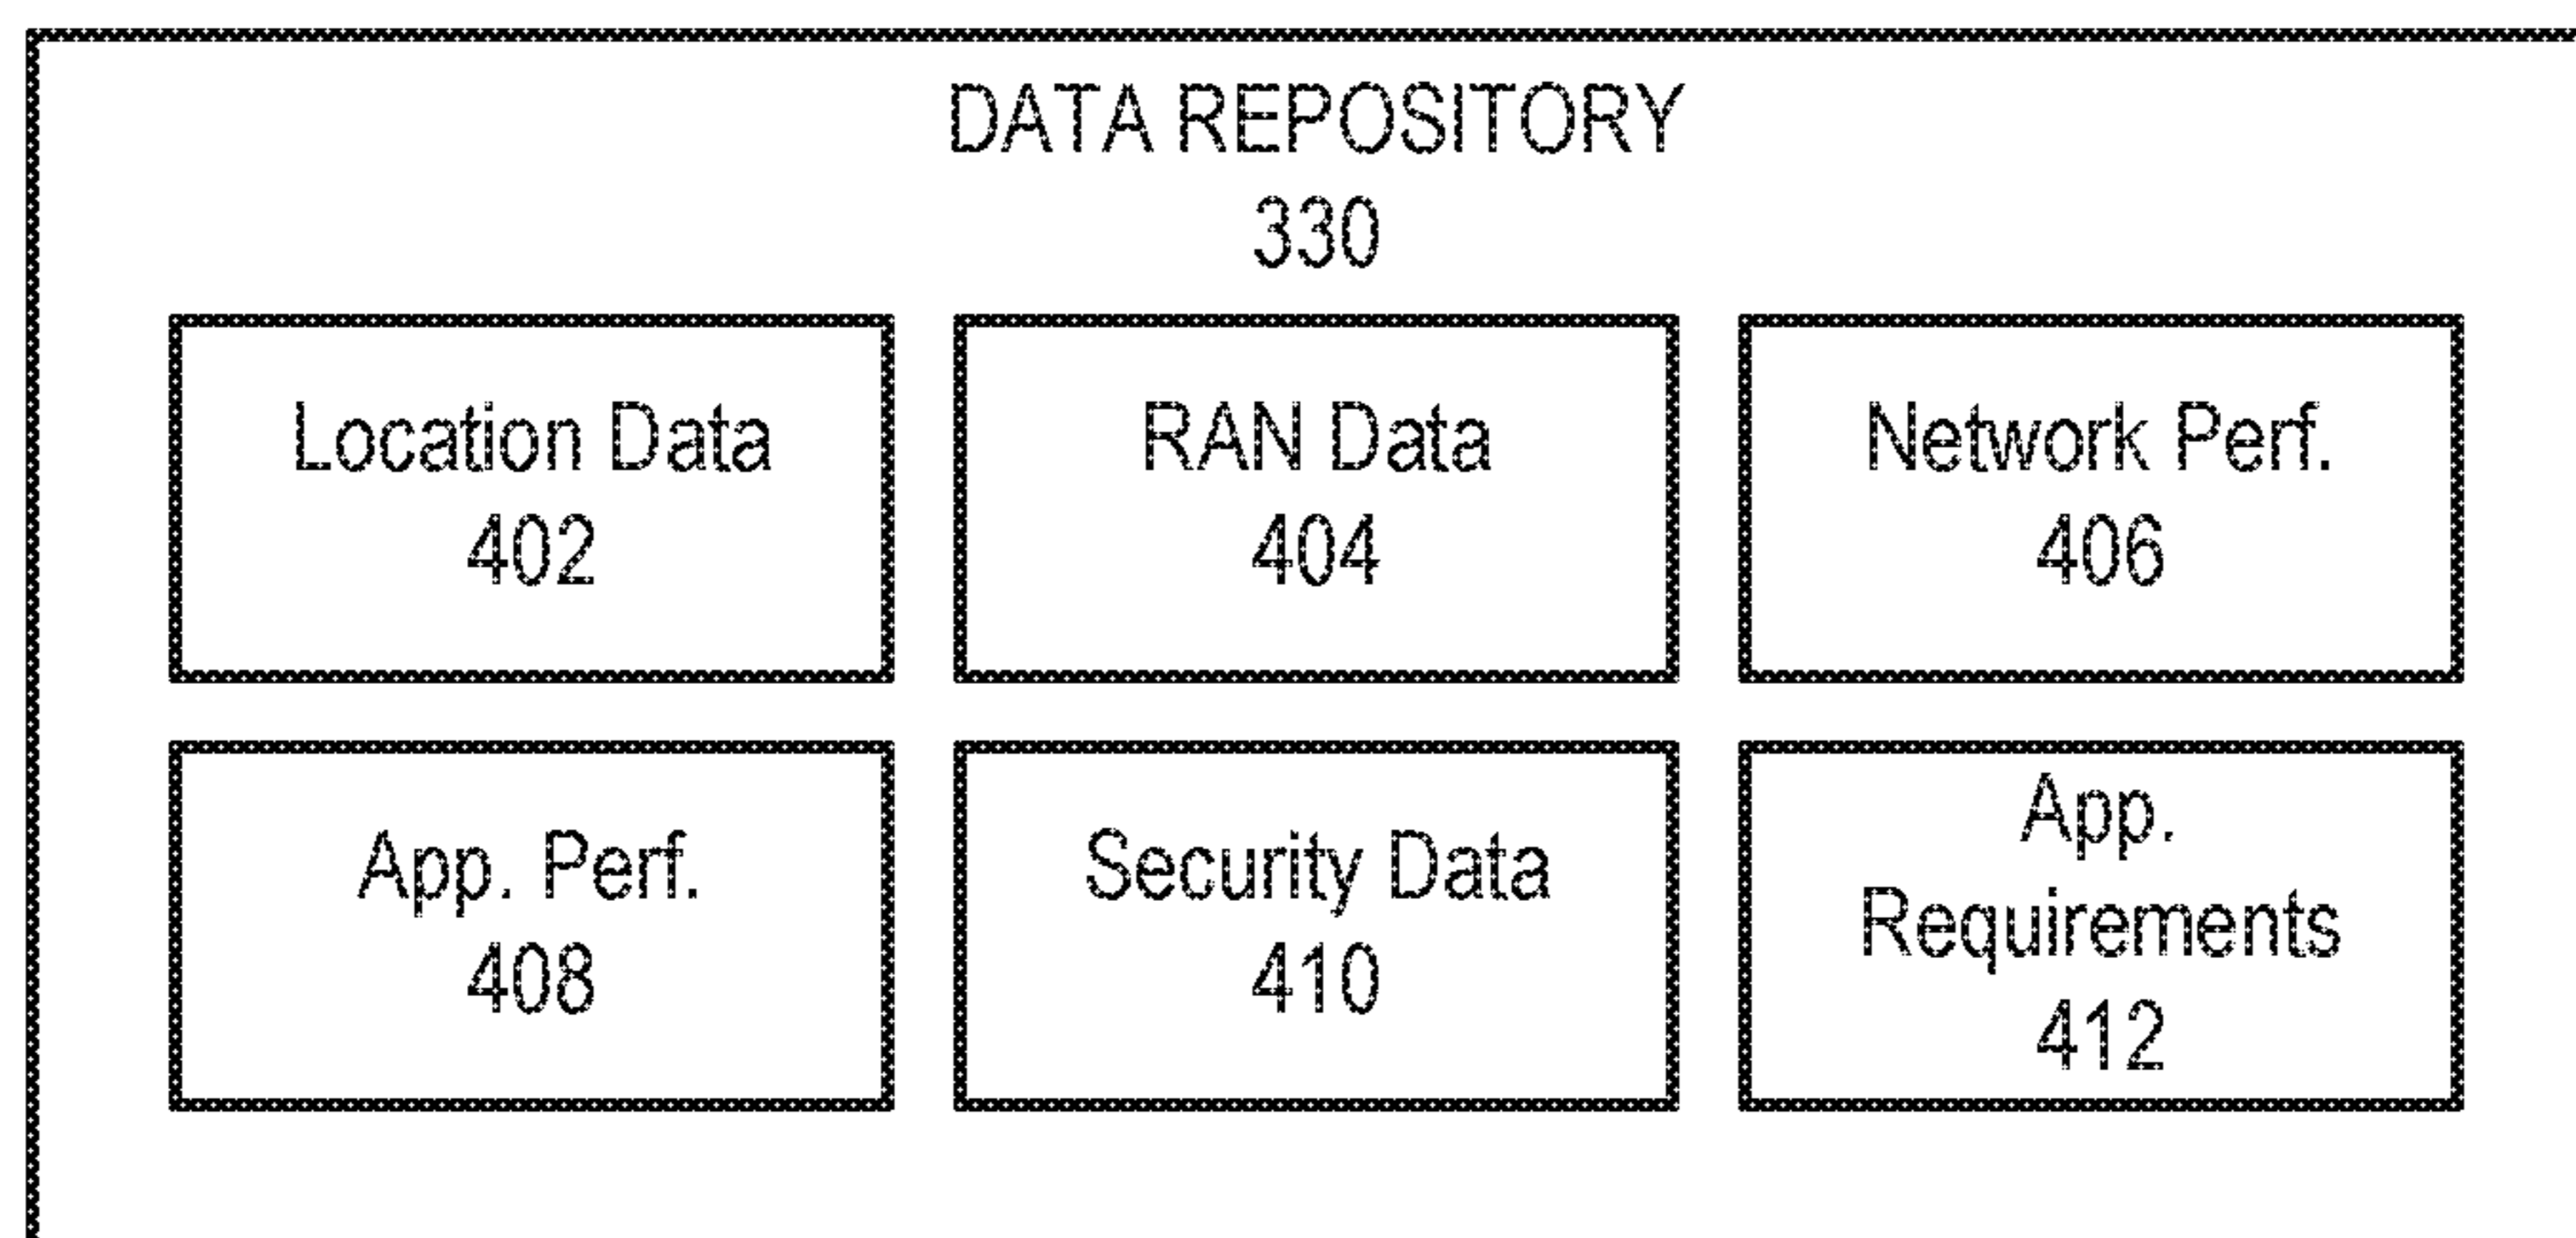 DATA REPOSITORY
330
Location Data
402
RAN Data
404
Network Perf.
406
App. Perf.
408
Security Data
410
App.
Requirements
412